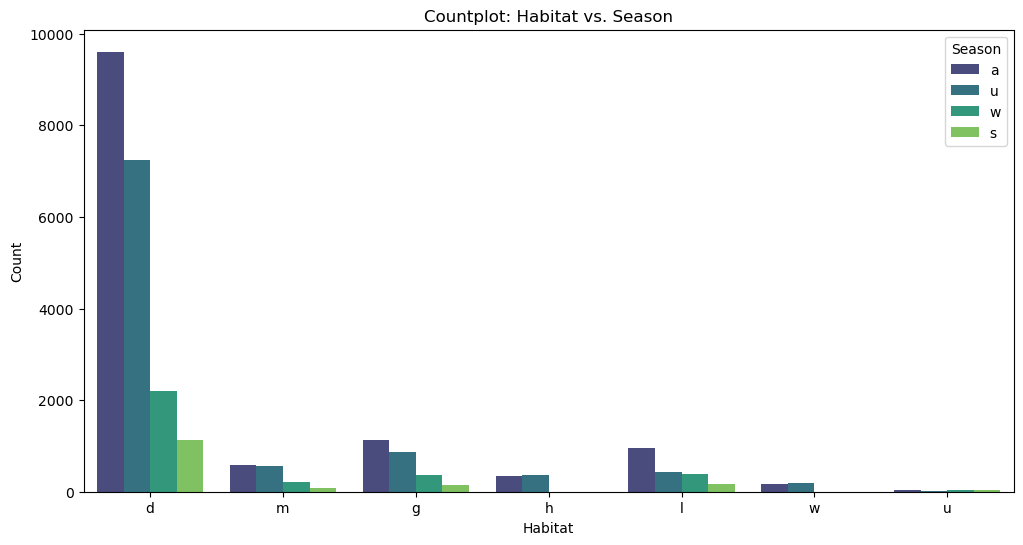 Countplot: Habitat vs. Season
10000
8000
6000
4000
2000
0
Count
Season
a
u
w
s
d m g h l w u
Habitat